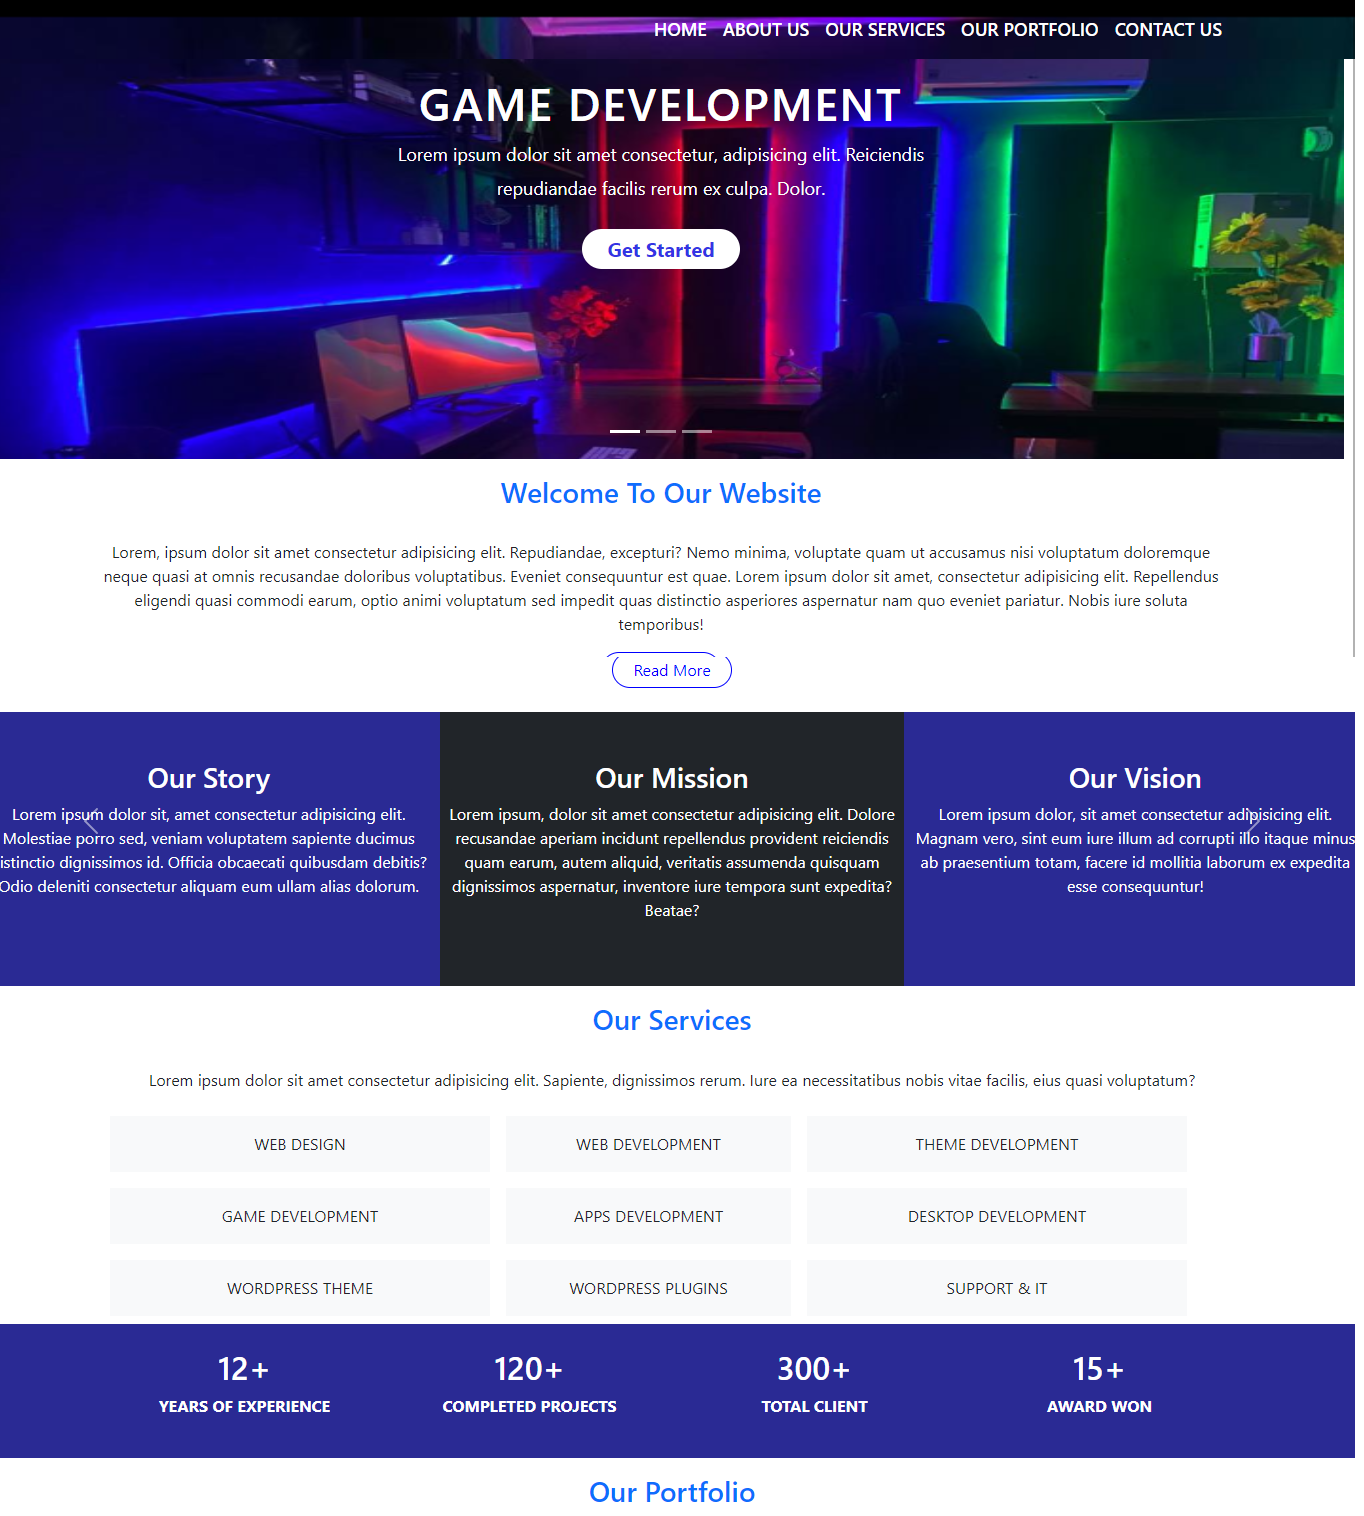 HOME ABOUT US OUR SERVICES OUR PORTFOLIO CONTACT US
GAME DEVELOPMENT
Lorem ipsum dolor sit amet consectetur, adipisicing elit. Reiciendis
repudiandae facilis rerum ex culpa. Dolor.
Get Started
Welcome To Our Website
Lorem, ipsum dolor sit amet consectetur adipisicing elit. Repudiandae, excepturi? Nemo minima, voluptate quam ut accusamus nisi voluptatum doloremque
neque quasi at omnis recusandae doloribus voluptatibus. Eveniet consequuntur est quae. Lorem ipsum dolor sit amet, consectetur adipisicing elit. Repellendus
eligendi quasi commodi earum, optio animi voluptatum sed impedit quas distinctio asperiores aspernatur nam quo eveniet pariatur. Nobis iure soluta
temporibus!
Read More
Our Story
Lorem ipsum dolor sit, amet consectetur adipisicing elit.
Molestiae porro sed, veniam voluptatem sapiente ducimus
istinctio dignissimos id. Officia obcaecati quibusdam debitis?
Odio deleniti consectetur aliquam eum ullam alias dolorum.
Our Mission
Lorem ipsum, dolor sit amet consectetur adipisicing elit. Dolore
recusandae aperiam incidunt repellendus provident reiciendis
quam earum, autem aliquid, veritatis assumenda quisquam
dignissimos aspernatur, inventore iure tempora sunt expedita?
Beatae?
Our Vision
Lorem ipsum dolor, sit amet consectetur adipisicing elit.
Magnam vero, sint eum iure illum ad corrupti illo itaque minus
ab praesentium totam, facere id mollitia laborum ex expedita
esse consequuntur!
Our Services
Lorem ipsum dolor sit amet consectetur adipisicing elit. Sapiente, dignissimos rerum. Iure ea necessitatibus nobis vitae facilis, eius quasi voluptatum?
WEB DESIGN
WEB DEVELOPMENT
THEME DEVELOPMENT
GAME DEVELOPMENT
APPS DEVELOPMENT
DESKTOP DEVELOPMENT
WORDPRESS THEME
WORDPRESS PLUGINS
SUPPORT & IT
12+
YEARS OF EXPERIENCE
120+
COMPLETED PROJECTS
300+
TOTAL CLIENT
15+
AWARD WON
Our Portfolio